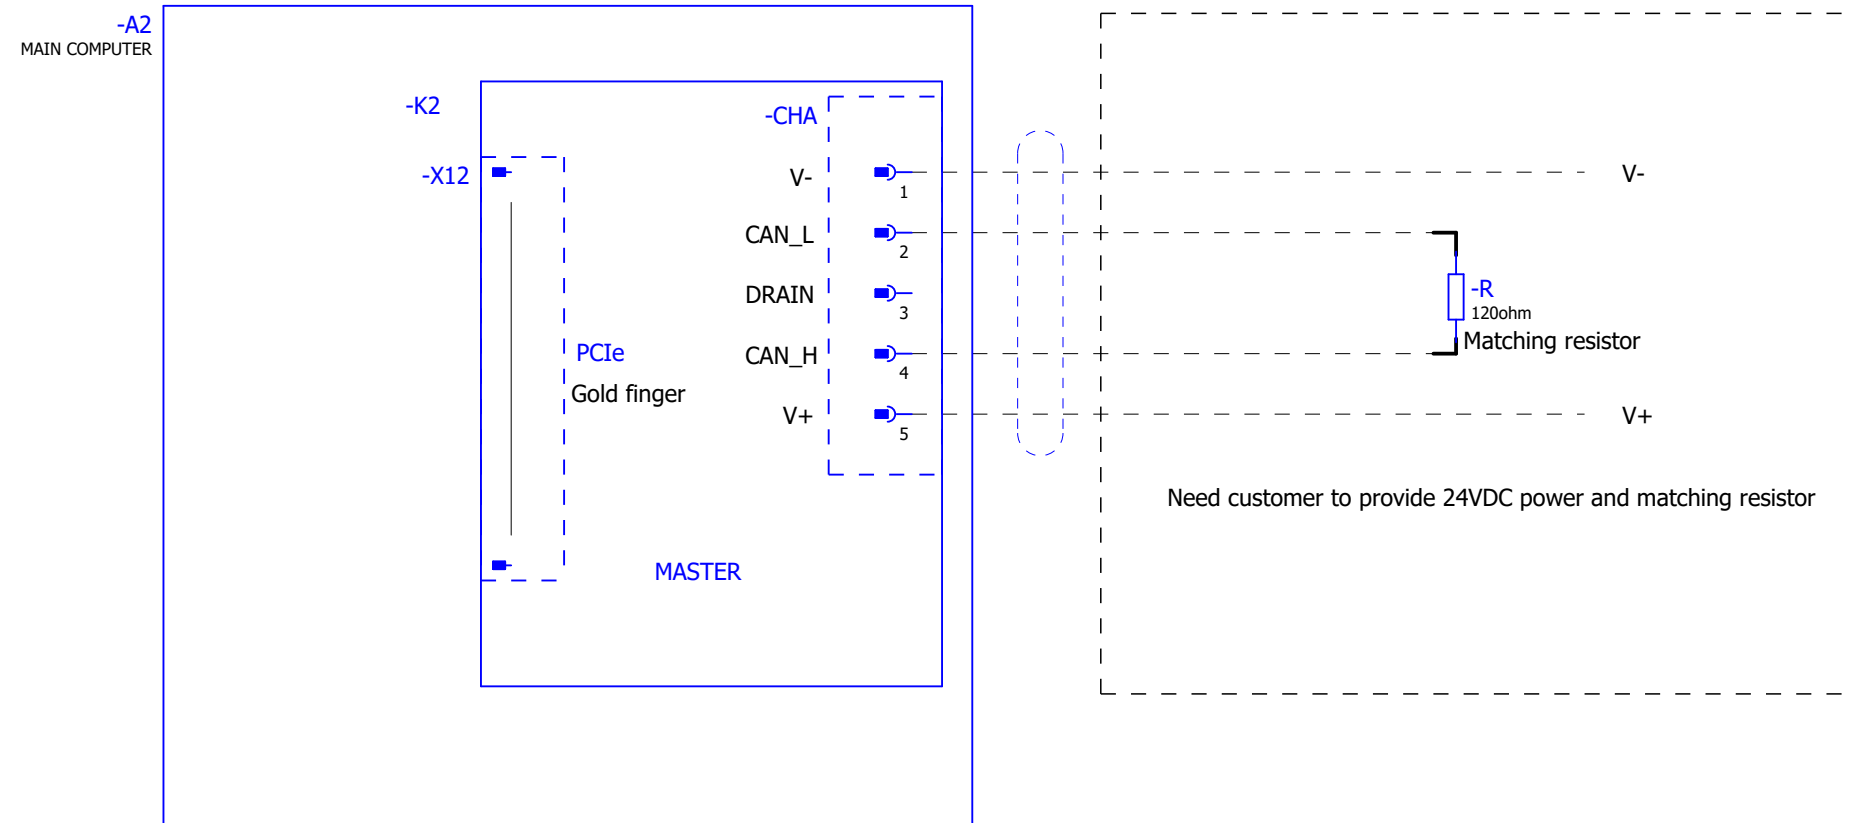 -A2
MAIN COMPUTER
-K2
-CHA
-X12
V-
1
V-
CAN_L
2
DRAIN
3
-R
120ohm
Matching resistor
PCIe
Gold finger
CAN_H
4
V+
5
V+
Need customer to provide 24VDC power and matching resistor
MASTER